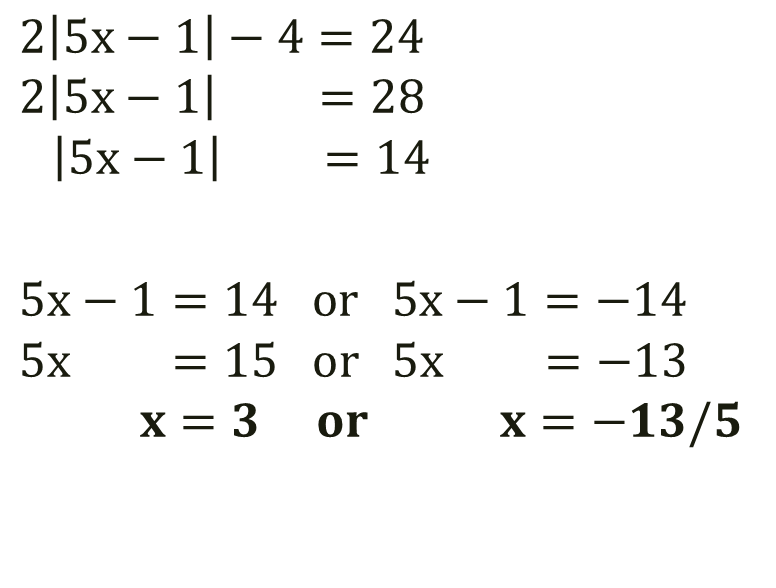 2|5x − 1| − 4 = 24
2|5x − 1| = 28
|5x − 1| = 14
5x − 1 = 14 or 5x − 1 = −14
5x = 15 or 5x = −13
x = 3 or x = −13/5